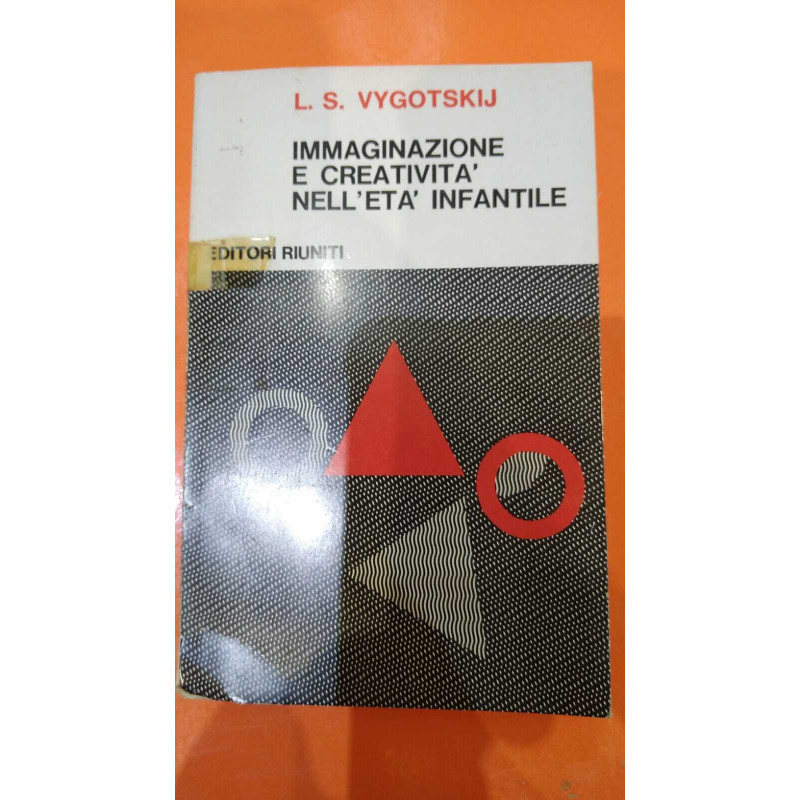 L. S. VYGOTSKIJ
IMMAGINAZIONE
E CREATIVITA'
NELL'ETA' INFANTILE
EDITORI RIUNITI